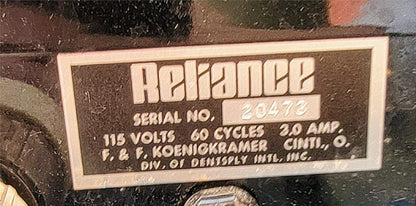 Reliance
SERIAL NO. 20473
115 VOLTS 60 CYCLES 3.0 AMP.
F. & F. KOENIGKRAMER CINTI., O.
DIV. OF DENTSPLY INTL, INC.